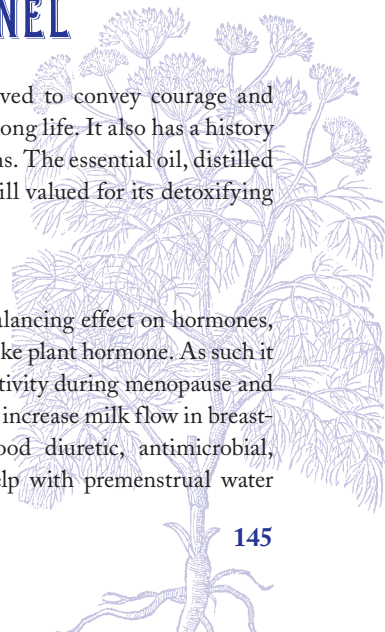 NEL
ved to convey courage and
ong life. It also has a history
ns. The essential oil, distilled
ill valued for its detoxifying
alancing effect on hormones,
ke plant hormone. As such it
tivity during menopause and
increase milk flow in breast-
ood diuretic, antimicrobial,
elp with premenstrual water
145